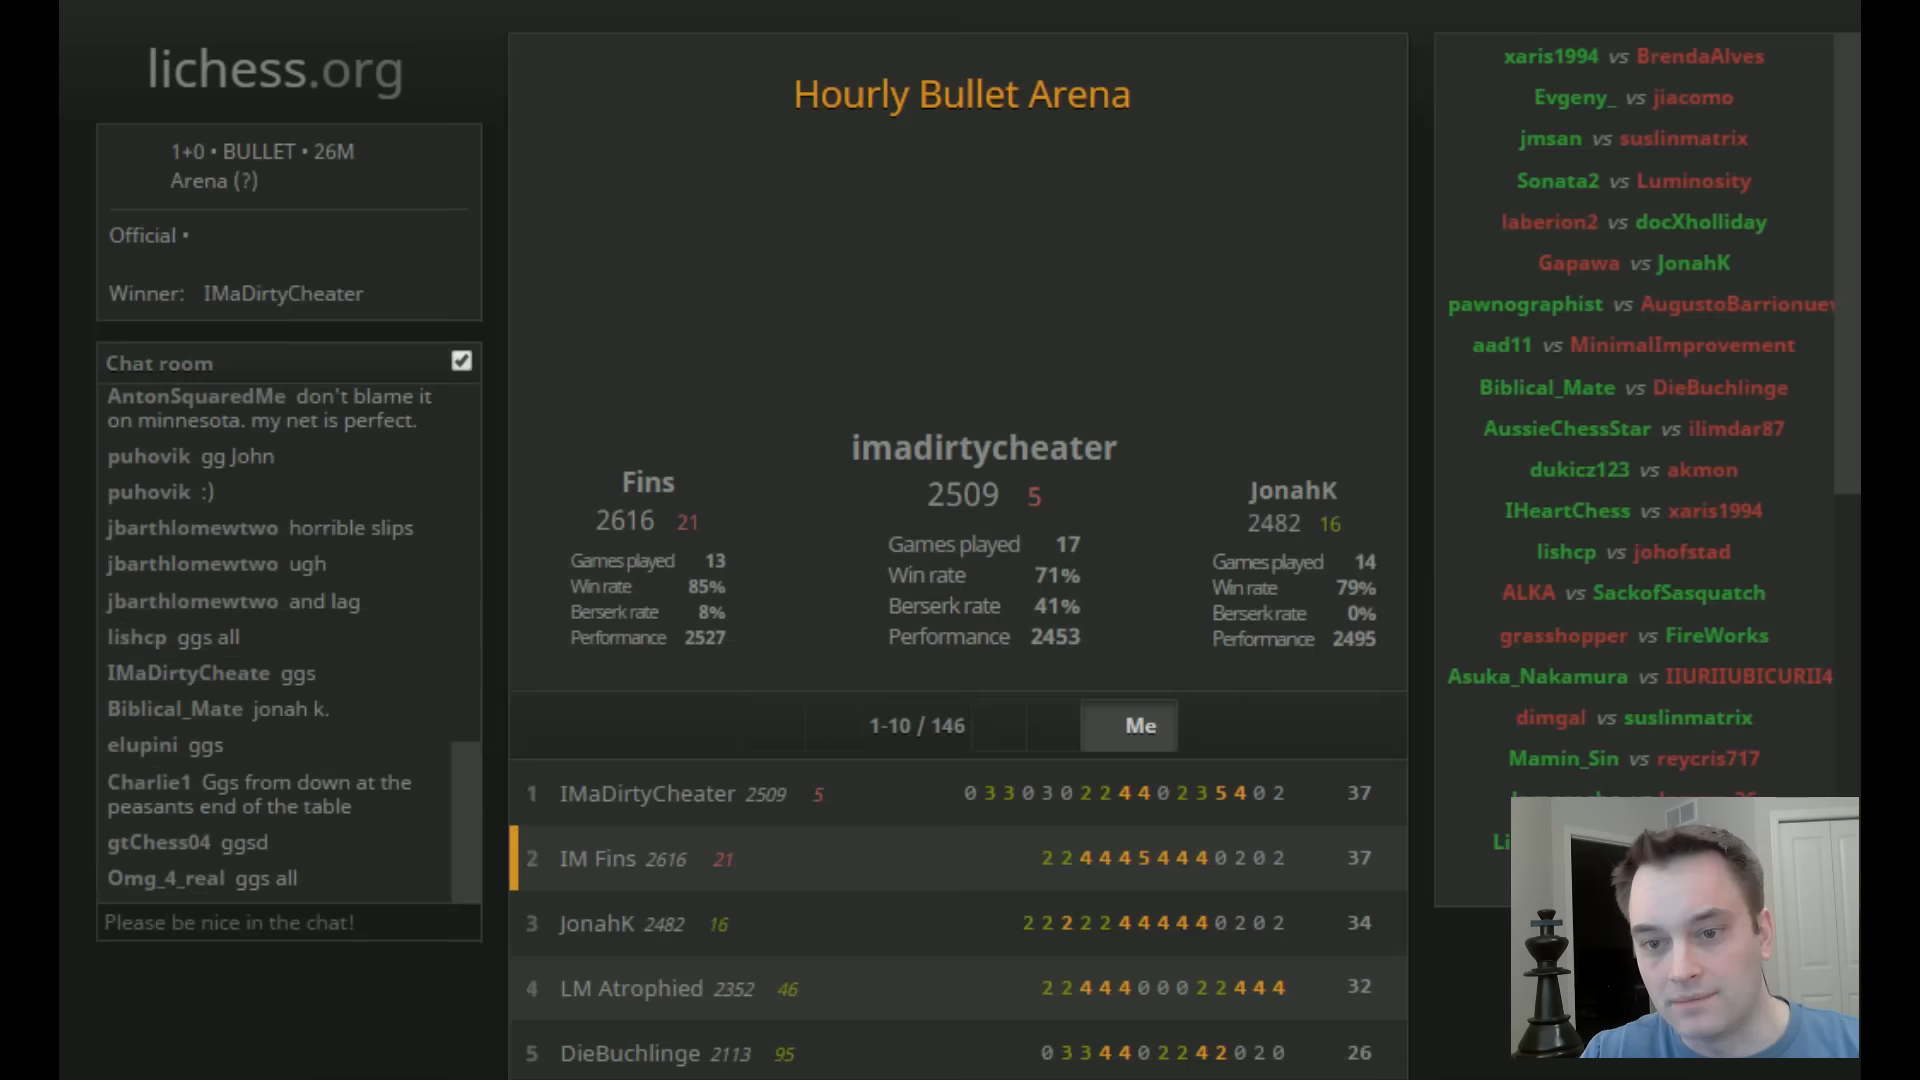 lichess.org
1+0 • BULLET • 26M
Arena (?)
Official •
Winner: IMaDirtyCheater
Chat room
AntonSquaredMe don't blame it
on minnesota. my net is perfect.
puhovik gg John
puhovik :)
jbarthlomewtwo horrible slips
jbarthlomewtwo ugh
jbarthlomewtwo and lag
lishcp ggs all
IMaDirtyCheate ggs
Biblical_Mate jonah k.
elupini ggs
Charlie1 Ggs from down at the
peasants end of the table
gtChess04 ggsd
Omg_4_real ggs all
Please be nice in the chat!
Hourly Bullet Arena
Fins
2616 21
Games played 13
Win rate 85%
Berserk rate 8%
Performance 2527
imadirtycheater
2509 5
Games played 17
Win rate 71%
Berserk rate 41%
Performance 2453
JonahK
2482 16
Games played 14
Win rate 79%
Berserk rate 0%
Performance 2495
1-10 / 146
Me
1 IMaDirtyCheater 2509 5 0 3 3 0 3 0 2 2 4 4 0 2 3 5 4 0 2 37
2 IM Fins 2616 21 2 2 4 4 4 5 4 4 4 0 2 0 2 37
3 JonahK 2482 16 2 2 2 2 2 4 4 4 4 4 0 2 0 2 34
4 LM Atrophied 2352 46 2 2 4 4 4 0 0 0 2 2 4 4 4 32
5 DieBuchlinge 2113 95 0 3 3 4 4 0 2 2 4 2 0 2 0 26
xaris1994 vs BrendaAlves
Evgeny_ vs jiacomo
jmsan vs suslinmatrix
Sonata2 vs Luminosity
laberion2 vs docXholliday
Gapawa vs JonahK
pawnographist vs AugustoBarrionuev
aad11 vs MinimalImprovement
Biblical_Mate vs DieBuchlinge
AussieChessStar vs ilimdar87
dukicz123 vs akmon
IHeartChess vs xaris1994
lishcp vs johofstad
ALKA vs SackofSasquatch
grasshopper vs FireWorks
Asuka_Nakamura vs IIURIIUBICURII4
dimgal vs suslinmatrix
Mamin_Sin vs reycris717
Li